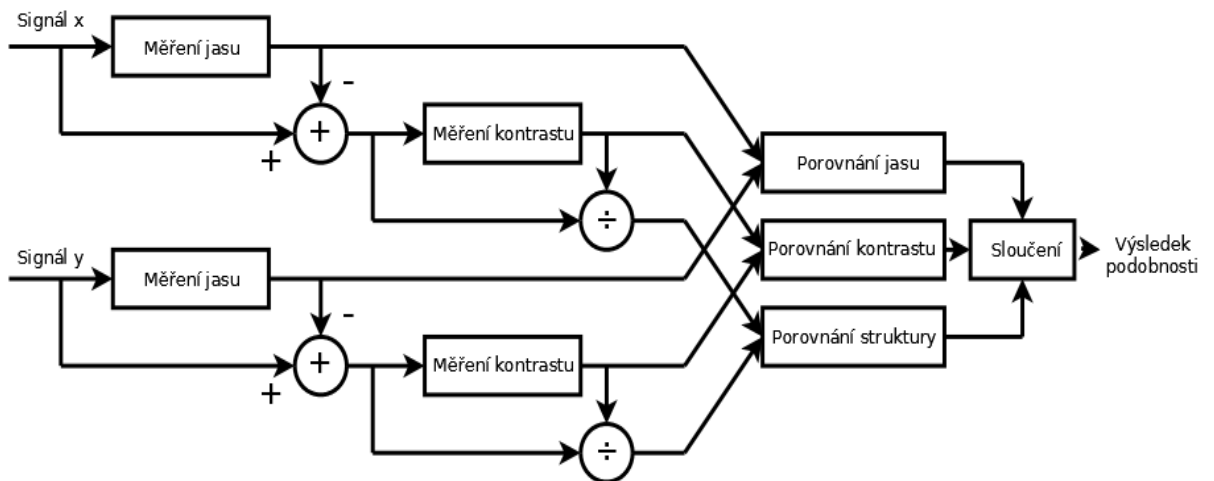 Signál x
Měření jasu
-
+
+
Měření kontrastu
÷
Porovnání jasu
Signál y
Měření jasu
-
+
+
Měření kontrastu
÷
Porovnání kontrastu
Porovnání struktury
Sloučení
Výsledek
podobnosti